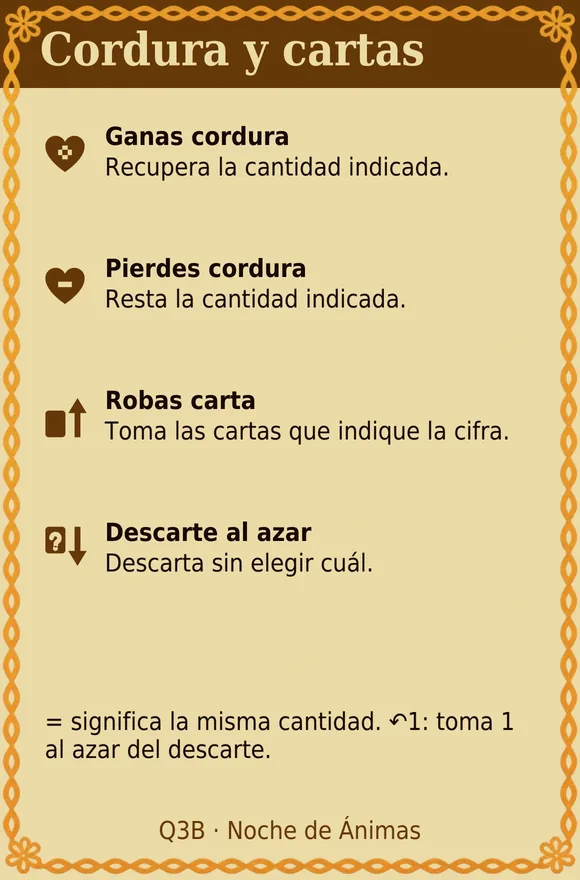 Cordura y cartas
Ganas cordura
Recupera la cantidad indicada.
Pierdes cordura
Resta la cantidad indicada.
Robas carta
Toma las cartas que indique la cifra.
?
Descarte al azar
Descarta sin elegir cuál.
= significa la misma cantidad. ↶1: toma 1
al azar del descarte.
Q3B · Noche de Ánimas